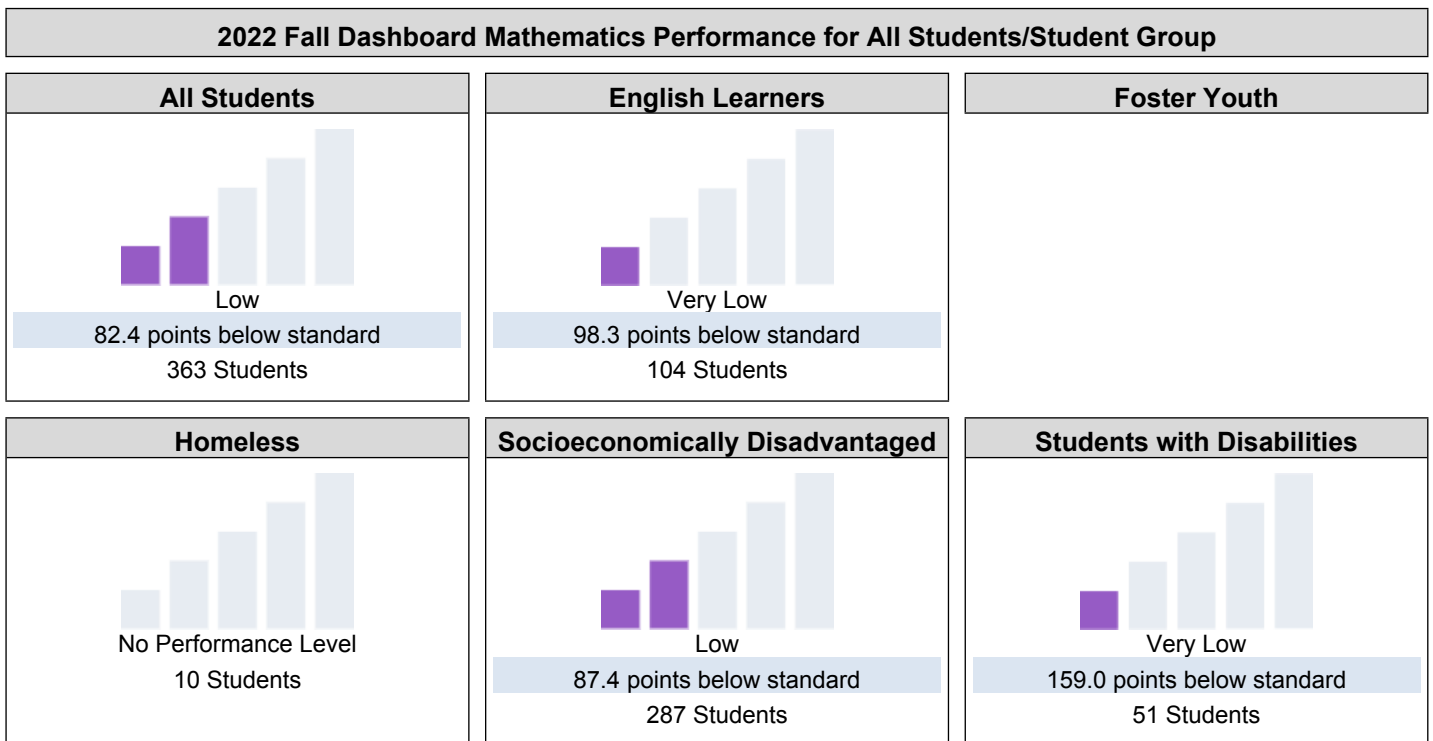 2022 Fall Dashboard Mathematics Performance for All Students/Student Group
All Students
Low
82.4 points below standard
363 Students
English Learners
Very Low
98.3 points below standard
104 Students
Foster Youth
Homeless
No Performance Level
10 Students
Socioeconomically Disadvantaged
Low
87.4 points below standard
287 Students
Students with Disabilities
Very Low
159.0 points below standard
51 Students